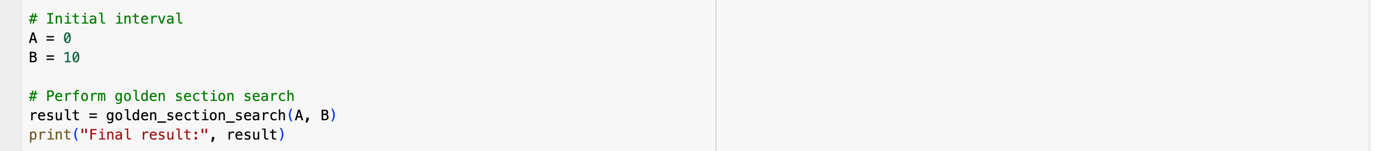 # Initial interval
A = 0
B = 10
# Perform golden section search
result = golden_section_search(A, B)
print("Final result:", result)